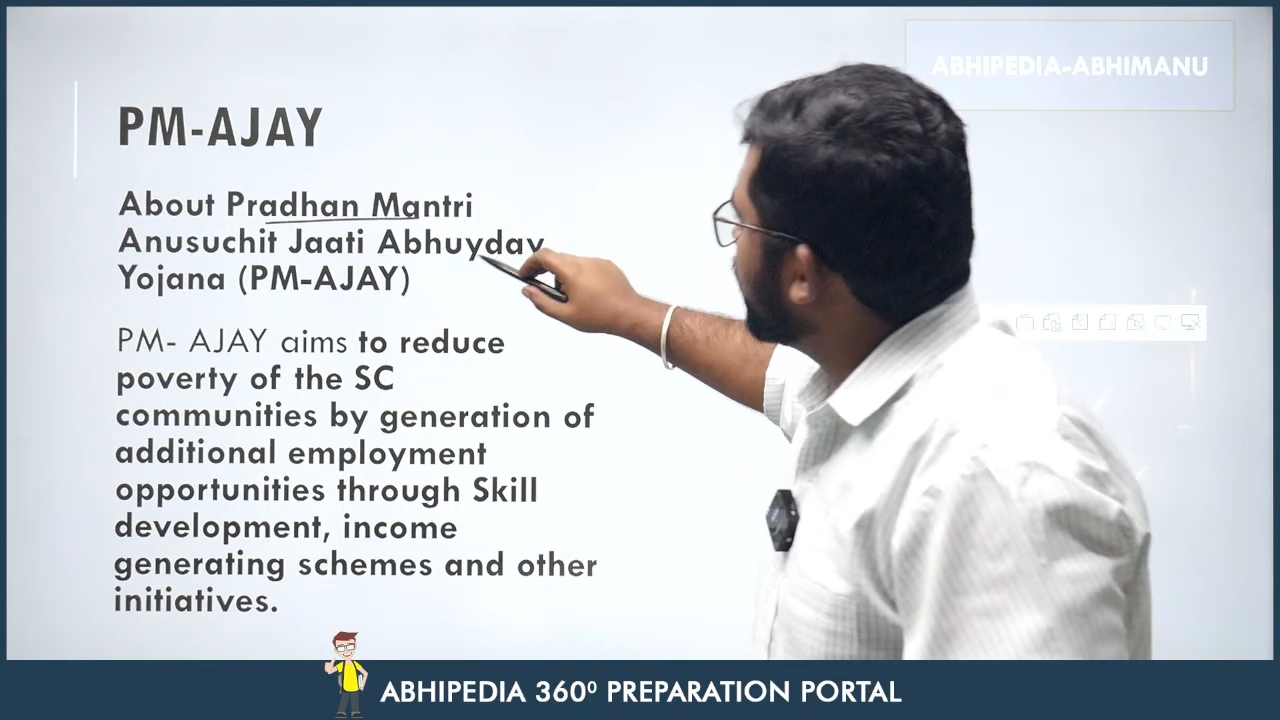 ABHIPEDIA-ABHIMANU
PM-AJAY
About Pradhan Mantri
Anusuchit Jaati Abhuyday
Yojana (PM-AJAY)
PM- AJAY aims to reduce
poverty of the SC
communities by generation of
additional employment
opportunities through Skill
development, income
generating schemes and other
initiatives.
ABHIPEDIA 360⁰ PREPARATION PORTAL